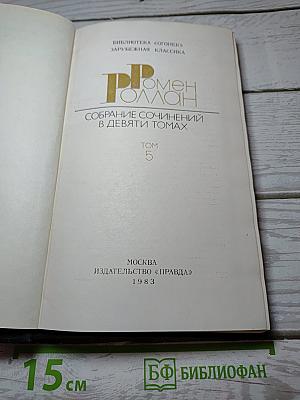 БИБЛИОТЕКА «ОГОНЕК»
ЗАРУБЕЖНАЯ КЛАССИКА
Ромен
Роллан
СОБРАНИЕ СОЧИНЕНИЙ
В ДЕВЯТИ ТОМАХ
ТОМ
5
МОСКВА
ИЗДАТЕЛЬСТВО «ПРАВДА»
1983
15 см
БФ БИБЛИОФАН